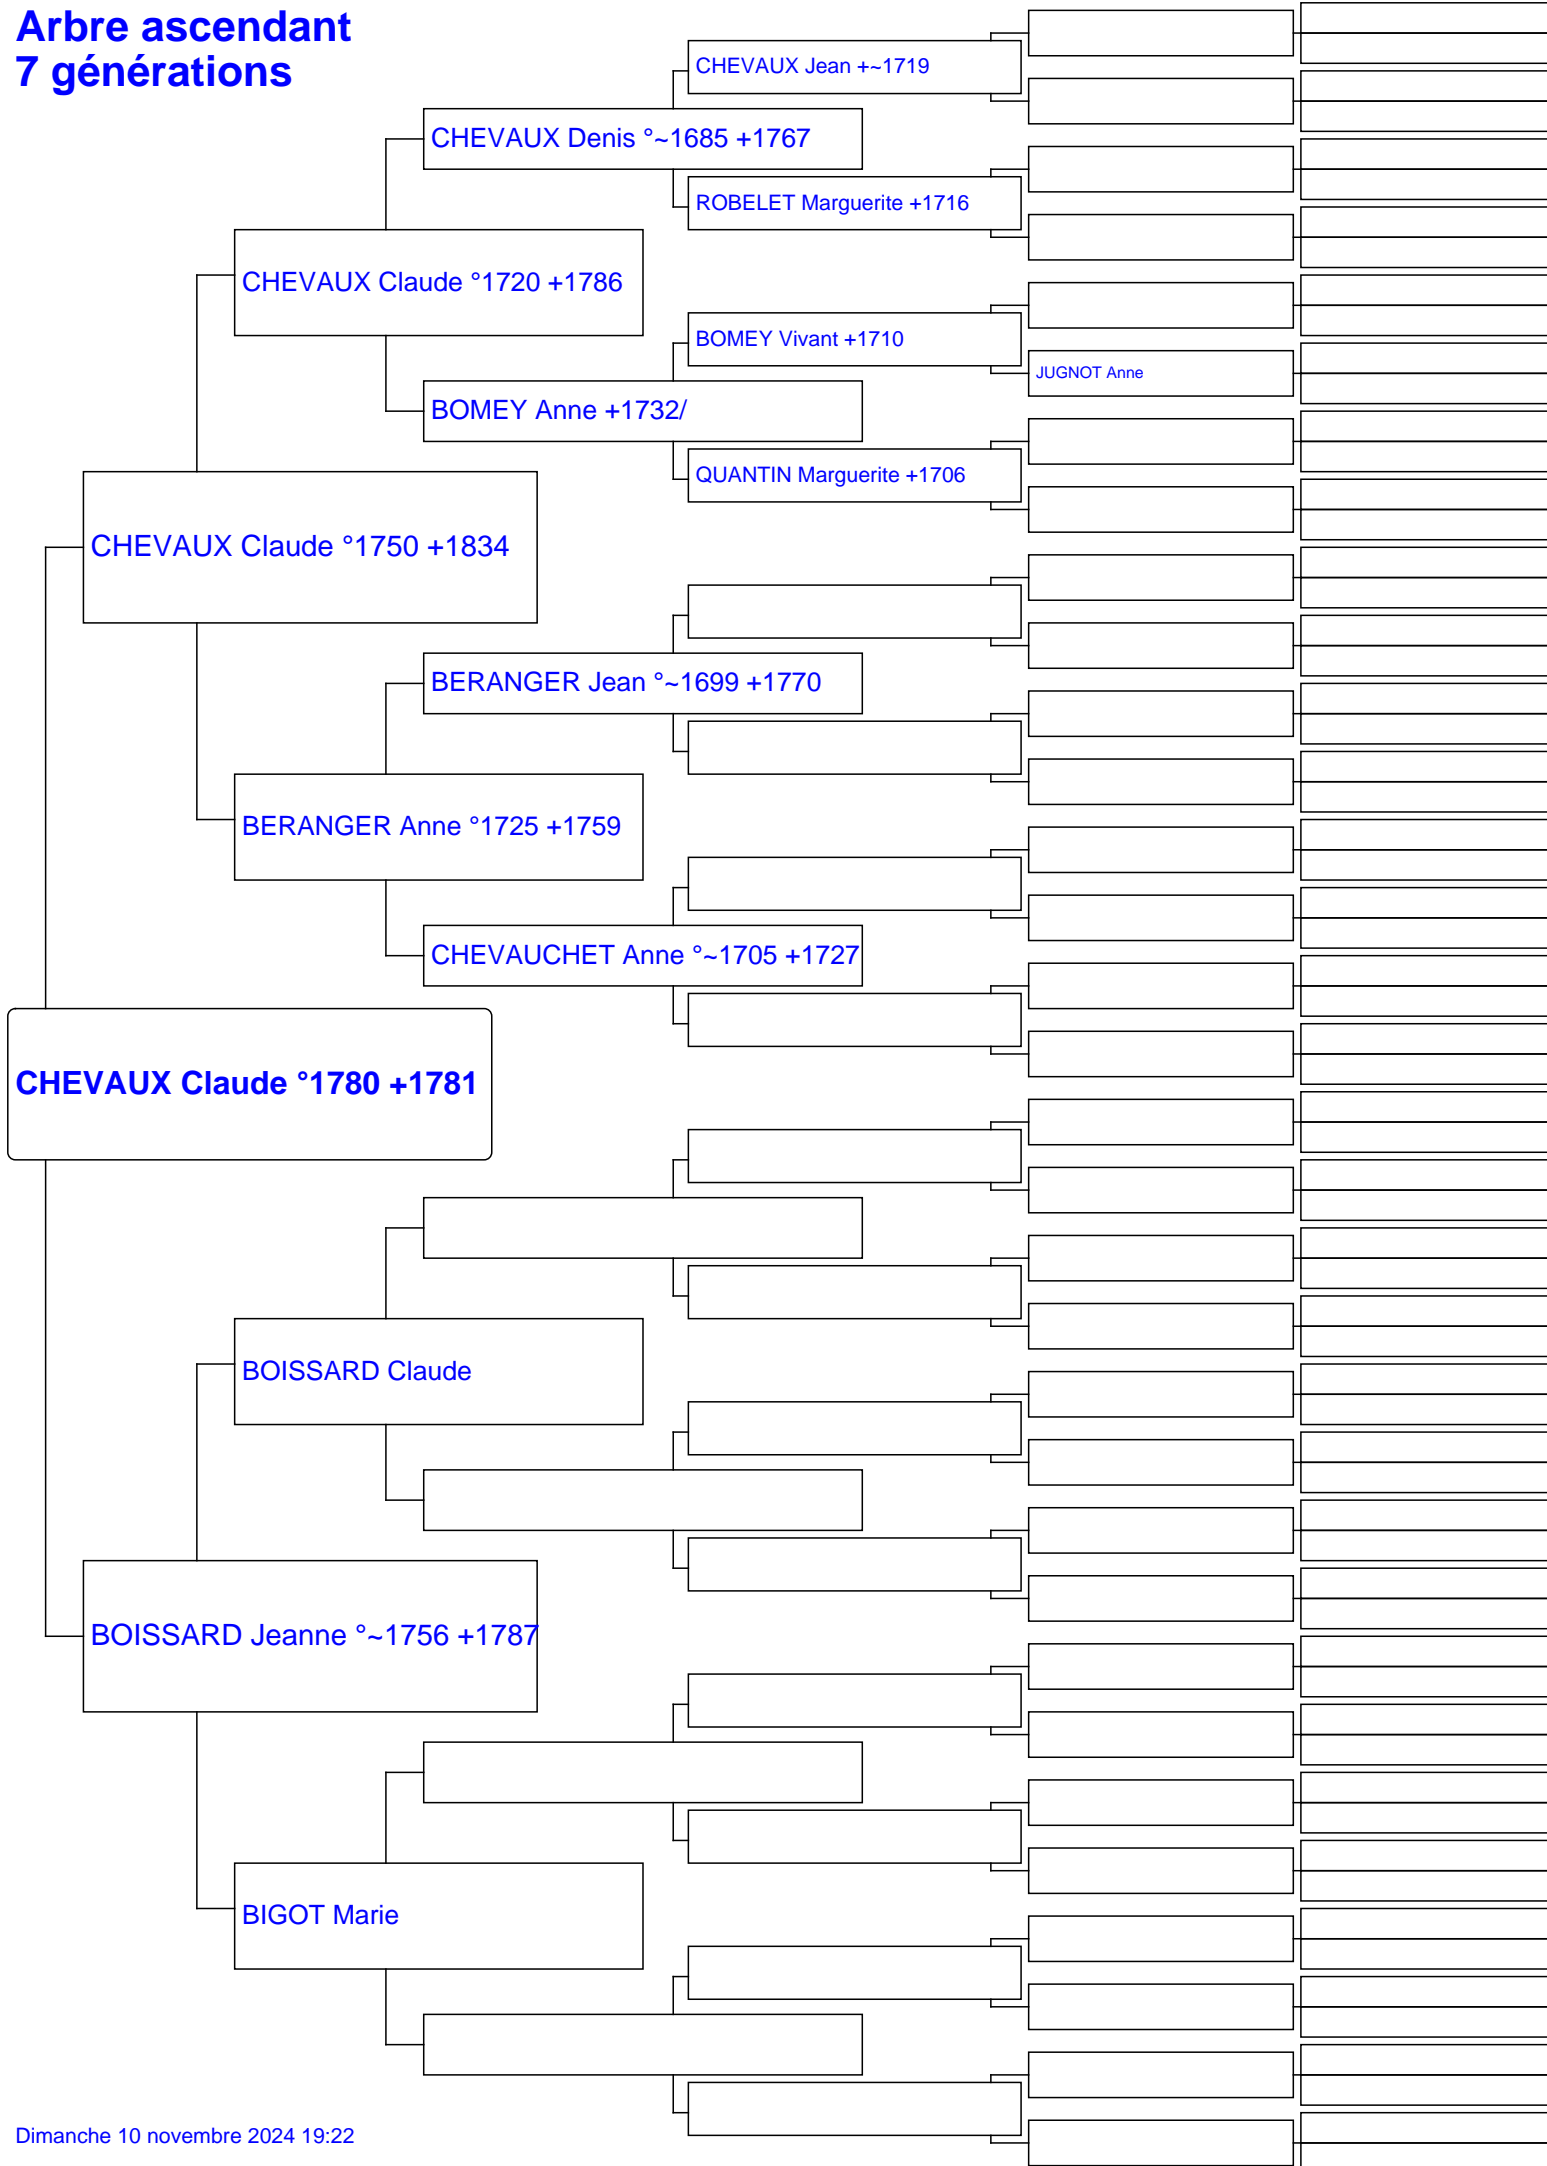 Arbre ascendant
7 générations
CHEVAUX Jean +~1719
CHEVAUX Denis °~1685 +1767
ROBELET Marguerite +1716
CHEVAUX Claude °1720 +1786
BOMEY Vivant +1710
JUGNOT Anne
BOMEY Anne +1732/
QUANTIN Marguerite +1706
CHEVAUX Claude °1750 +1834
BERANGER Jean °~1699 +1770
BERANGER Anne °1725 +1759
CHEVAUCHET Anne °~1705 +1727
CHEVAUX Claude °1780 +1781
BOISSARD Claude
BOISSARD Jeanne °~1756 +1787
BIGOT Marie
Dimanche 10 novembre 2024 19:22